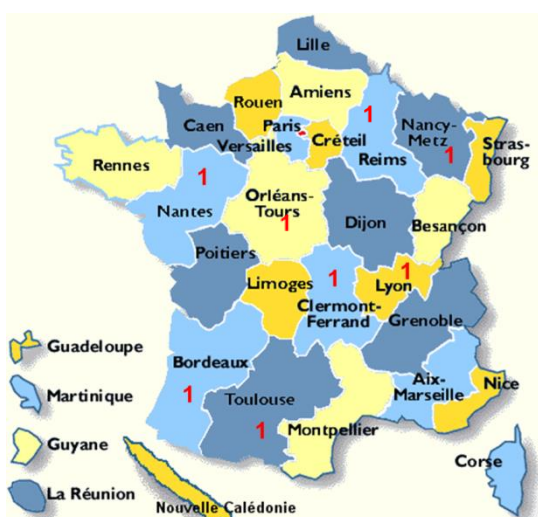 Lille
Amiens
Rouen
1
Caen
Paris
Nancy-
Metz
Créteil
Versailles
Stras-
bourg
Reims
1
Rennes
1
Orléans-
Tours
1
Nantes
Dijon
Besançon
Poitiers
1
1
Limoges
Lyon
Clermont-
Ferrand
Grenoble
Guadeloupe
Bordeaux
Aix-
Marseille
Nice
Martinique
1
Toulouse
1
Montpellier
Guyane
Corse
La Réunion
Nouvelle Calédonie